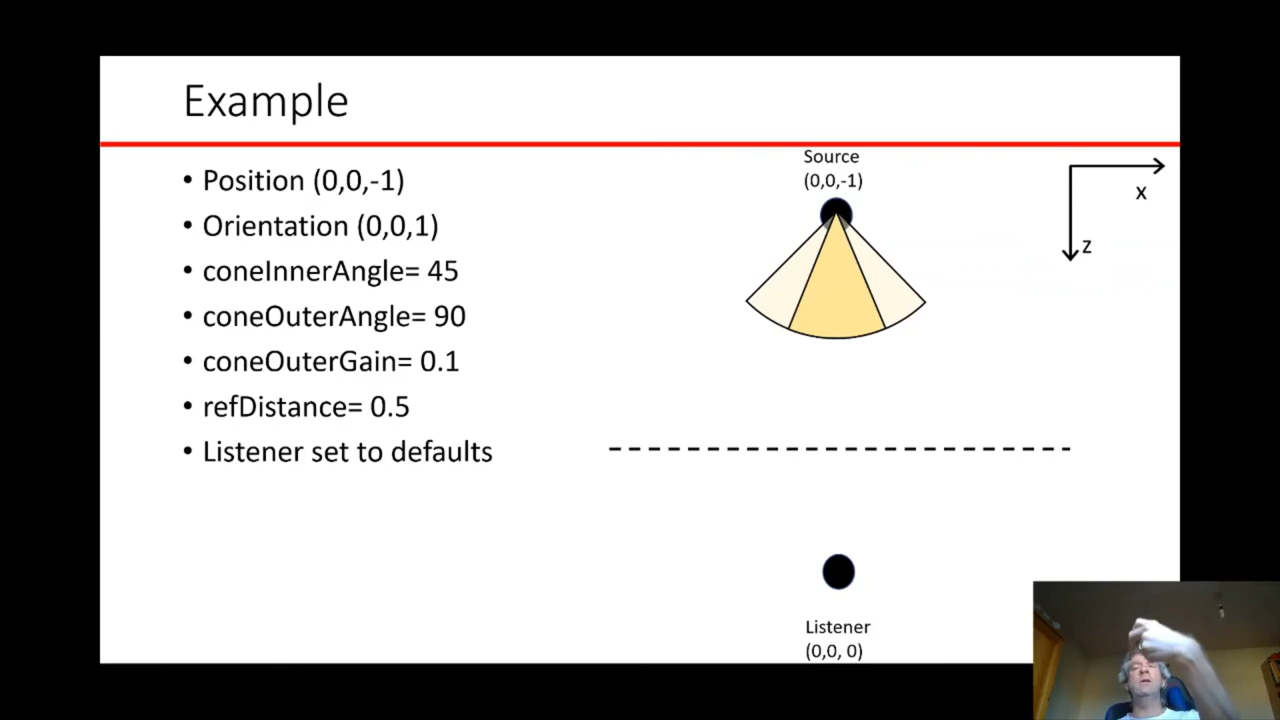 Example
• Position (0,0,-1)
• Orientation (0,0,1)
• coneInnerAngle= 45
• coneOuterAngle= 90
• coneOuterGain= 0.1
• refDistance= 0.5
• Listener set to defaults
Source
(0,0,-1)
x
z
Listener
(0,0, 0)